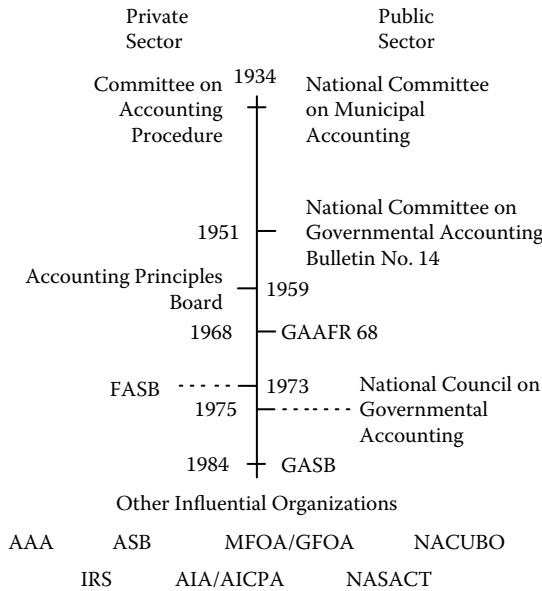 Private
Sector
Public
Sector
1934
Committee on
Accounting
Procedure
National Committee
on Municipal
Accounting
1951
National Committee on
Governmental Accounting
Bulletin No. 14
Accounting Principles
Board
1959
1968
GAAFR 68
FASB
1973
1975
National Council on
Governmental
Accounting
1984
GASB
Other Influential Organizations
AAA ASB MFOA/GFOA NACUBO
IRS AIA/AICPA NASACT